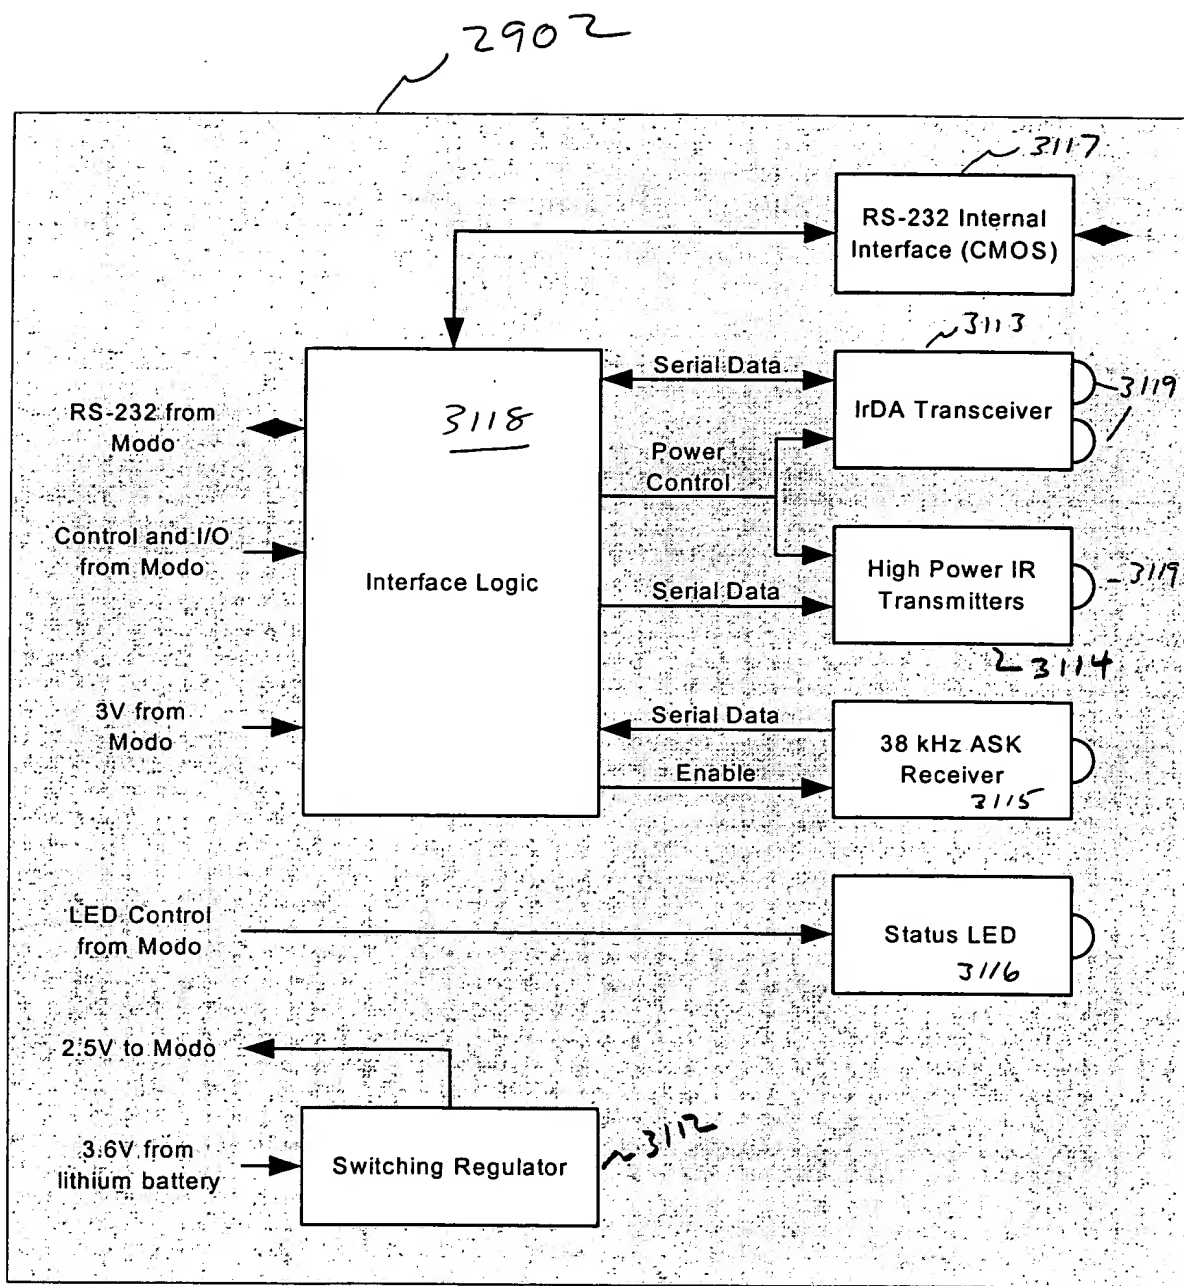 2902
3117
RS-232 Internal
Interface (CMOS)
3113
Serial Data
IrDA Transceiver
3119
RS-232 from
Modo
3118
Power
Control
Control and I/O
from Modo
Interface Logic
High Power IR
Transmitters
3119
Serial Data
3114
3V from
Modo
Serial Data
38 kHz ASK
Receiver
3115
Enable
LED Control
from Modo
Status LED
3116
2.5V to Modo
3.6V from
lithium battery
Switching Regulator
3112